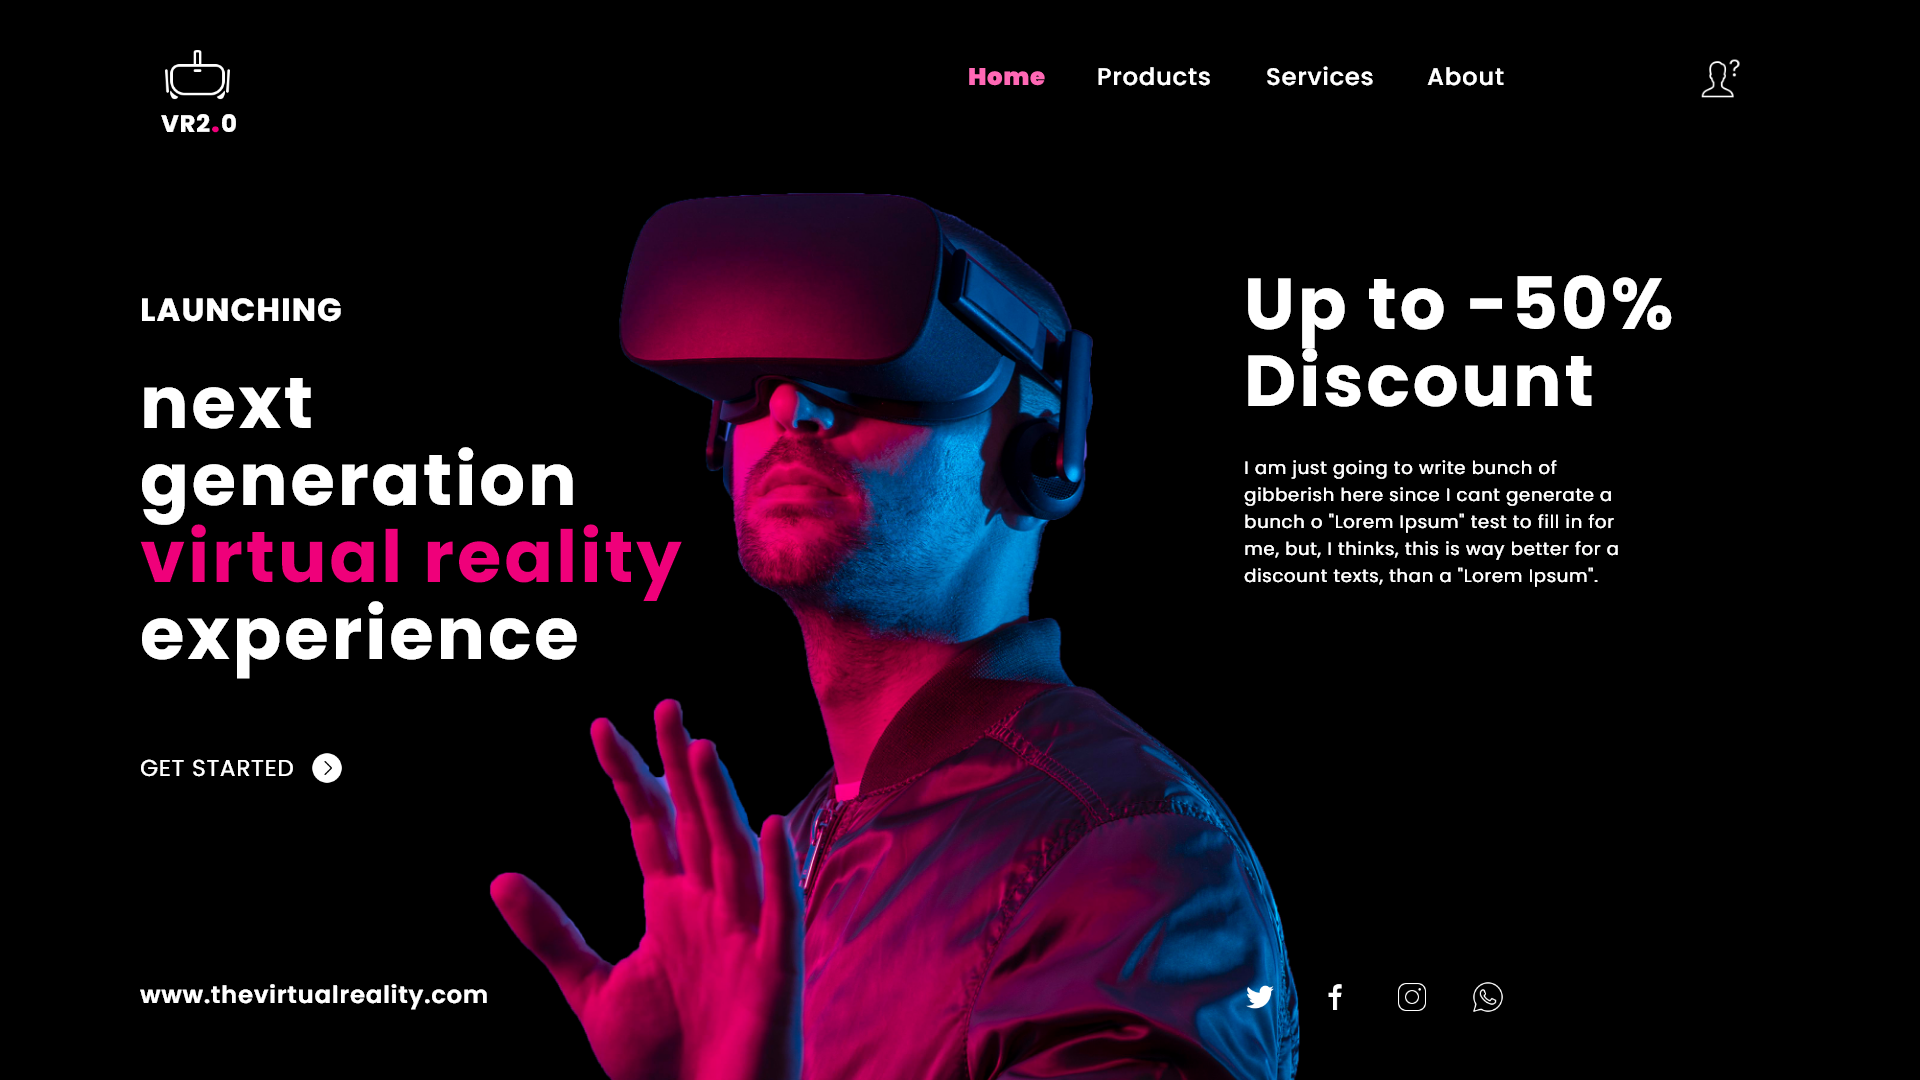 VR2.0
Home Products Services About
LAUNCHING
next
generation
virtual reality
experience
GET STARTED
Up to -50%
Discount
I am just going to write bunch of
gibberish here since I cant generate a
bunch o "Lorem Ipsum" test to fill in for
me, but, I thinks, this is way better for a
discount texts, than a "Lorem Ipsum".
www.thevirtualreality.com